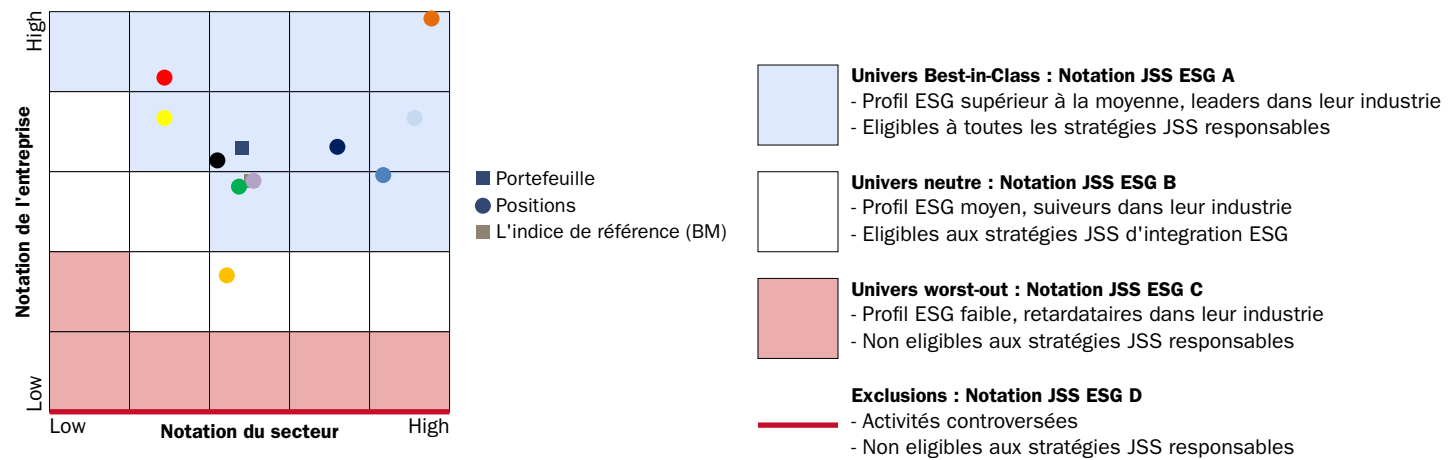 High
Notation de l'entreprise
Low
Low
Notation du secteur
High
Portefeuille
Positions
L'indice de référence (BM)
Univers Best-in-Class : Notation JSS ESG A
- Profil ESG supérieur à la moyenne, leaders dans leur industrie
- Eligibles à toutes les stratégies JSS responsables
Univers neutre : Notation JSS ESG B
- Profil ESG moyen, suiveurs dans leur industrie
- Eligibles aux stratégies JSS d'integration ESG
Univers worst-out : Notation JSS ESG C
- Profil ESG faible, retardataires dans leur industrie
- Non eligibles aux stratégies JSS responsables
Exclusions : Notation JSS ESG D
- Activités controversées
- Non eligibles aux stratégies JSS responsables